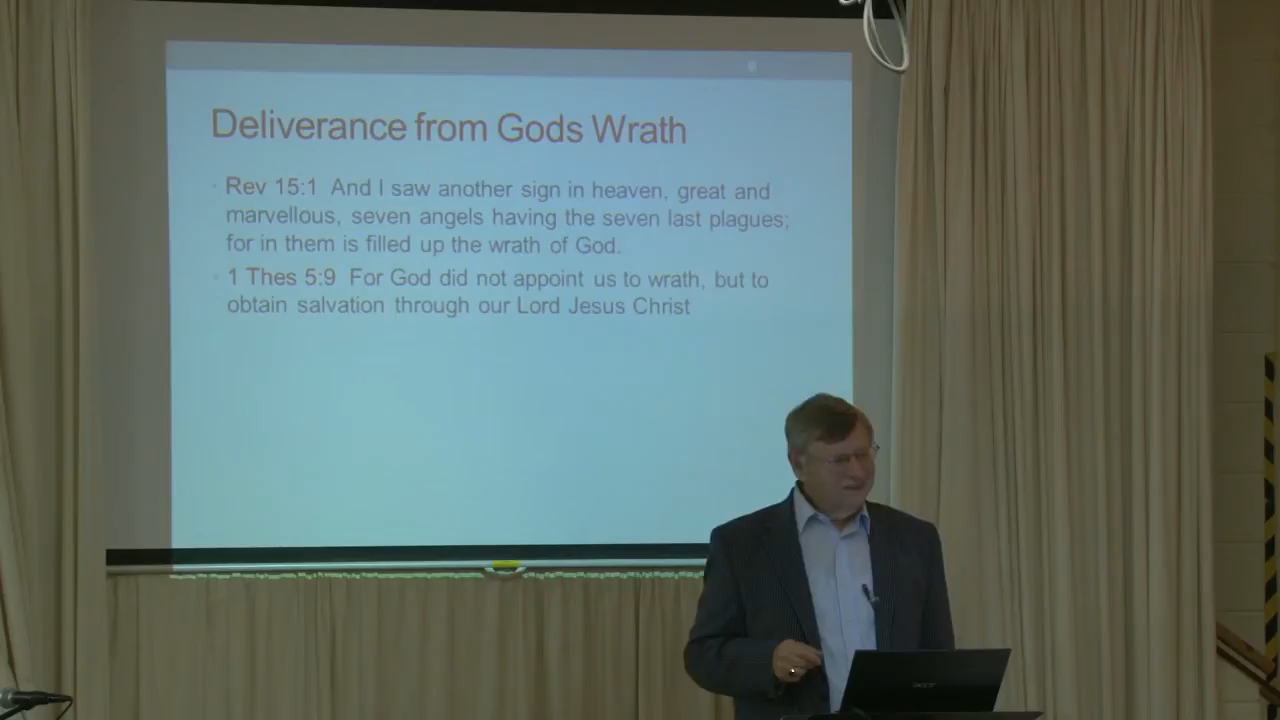 Deliverance from Gods Wrath
Rev 15:1 And I saw another sign in heaven, great and
marvellous, seven angels having the seven last plagues;
for in them is filled up the wrath of God.
1 Thes 5:9 For God did not appoint us to wrath, but to
obtain salvation through our Lord Jesus Christ
acer